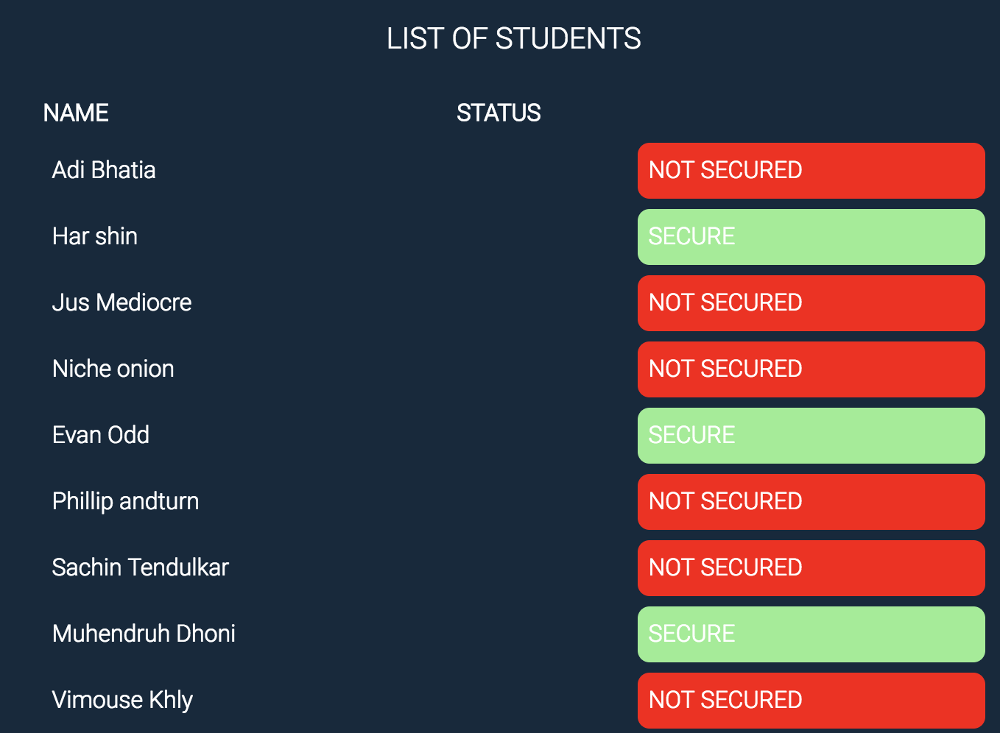 LIST OF STUDENTS
NAME STATUS
Adi Bhatia NOT SECURED
Har shin SECURE
Jus Mediocre NOT SECURED
Niche onion NOT SECURED
Evan Odd SECURE
Phillip andturn NOT SECURED
Sachin Tendulkar NOT SECURED
Muhendruh Dhoni SECURE
Vimouse Khly NOT SECURED